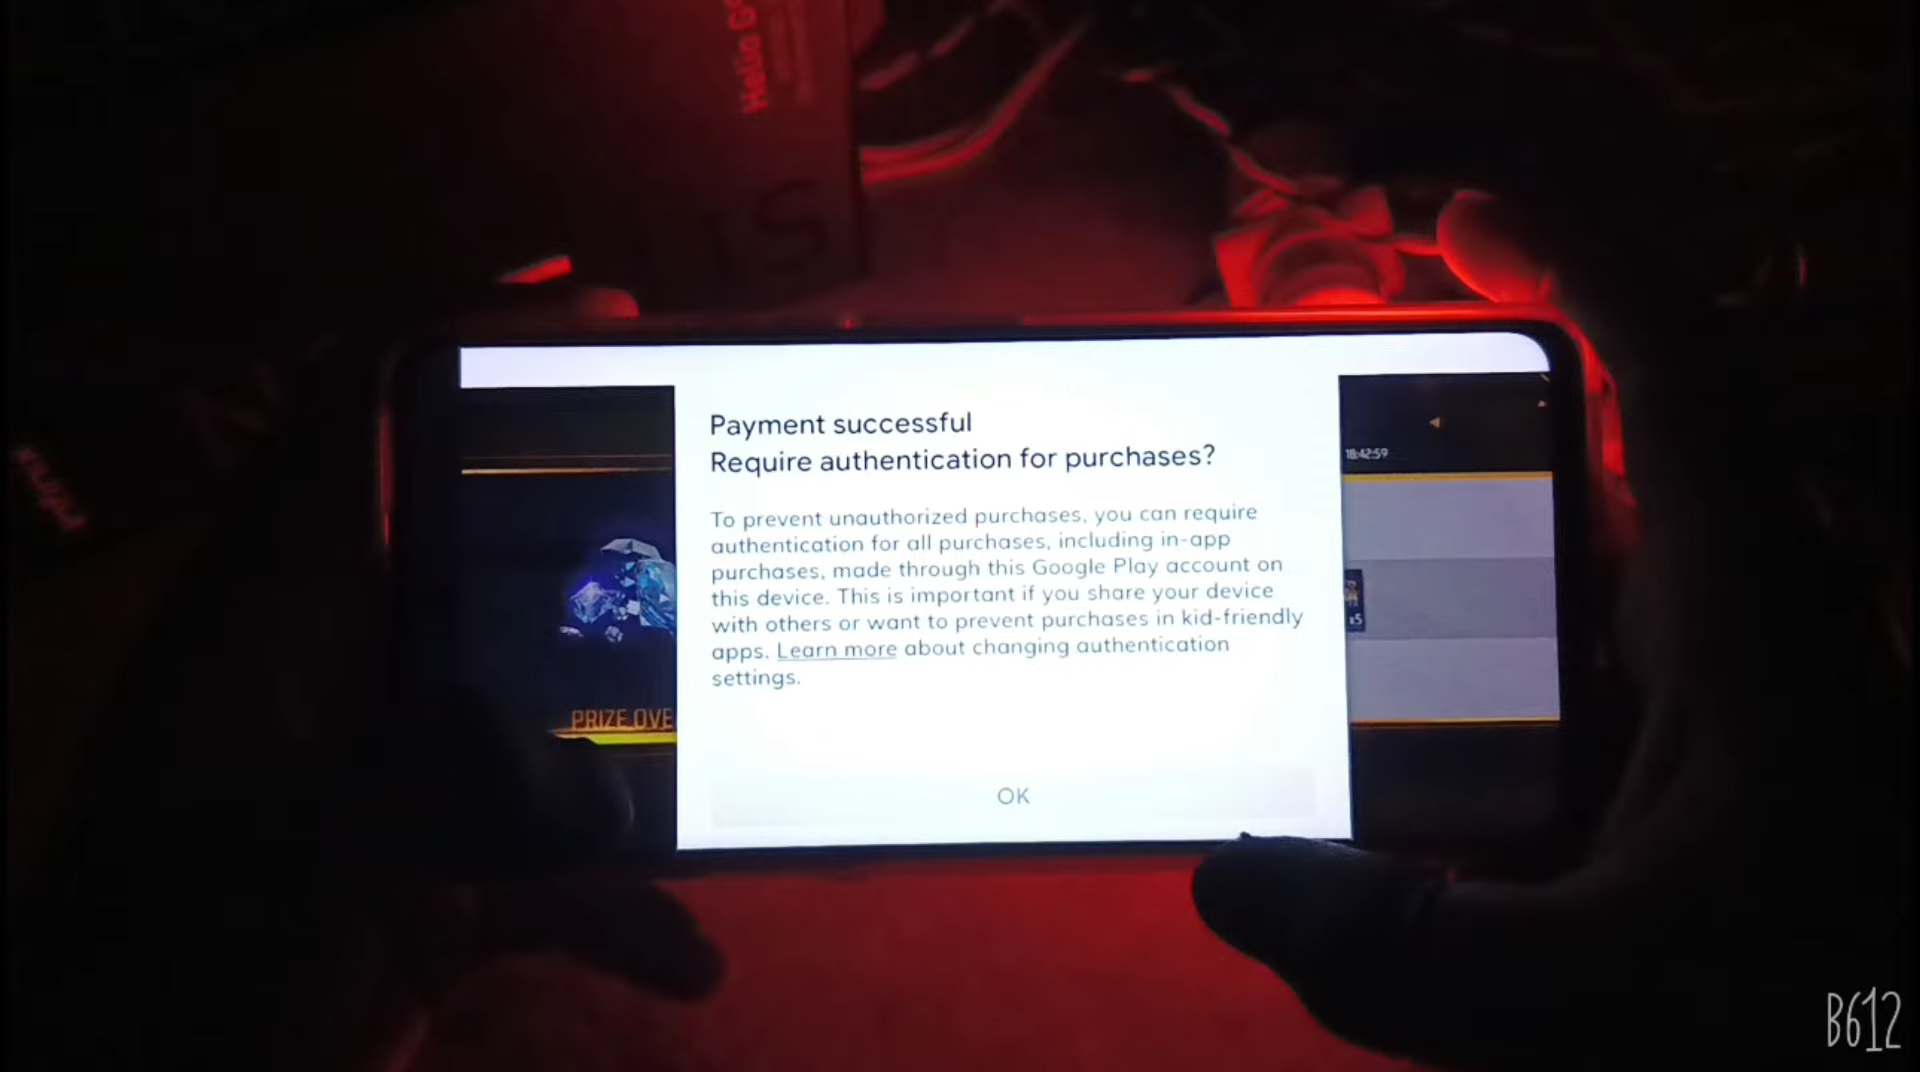 Helio G
Payment successful
Require authentication for purchases?
18:42:59
To prevent unauthorized purchases, you can require
authentication for all purchases, including in-app
purchases, made through this Google Play account on
this device. This is important if you share your device
with others or want to prevent purchases in kid-friendly
apps. Learn more about changing authentication
settings.
x5
PRIZE OVE
OK
B612